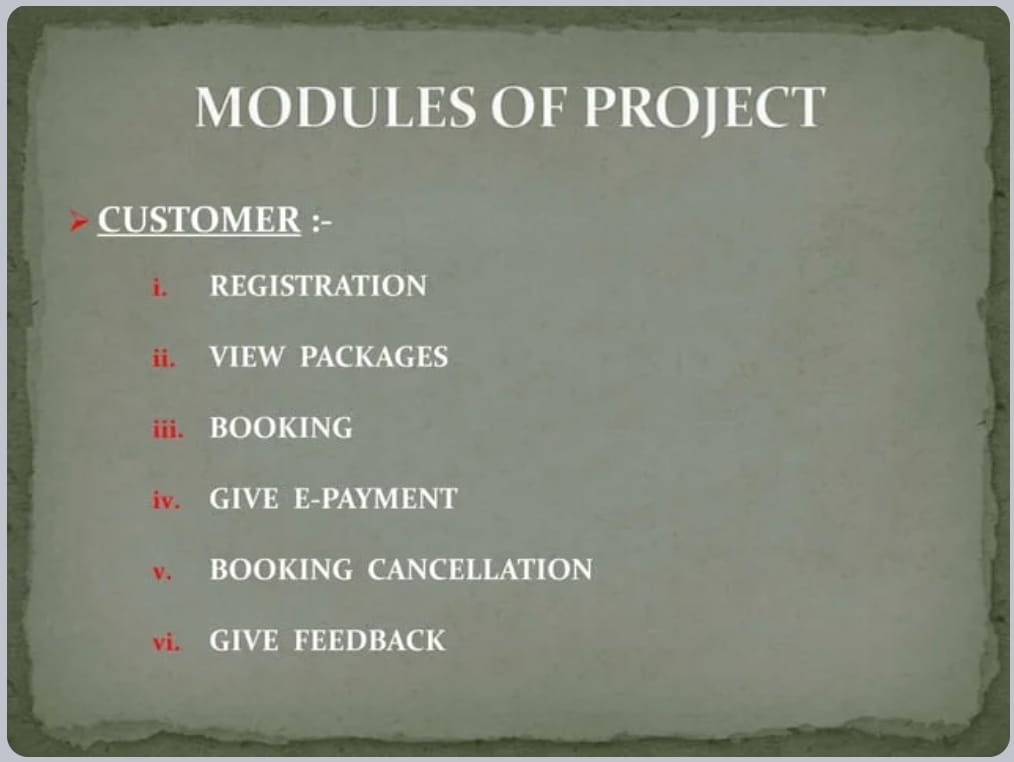 MODULES OF PROJECT
➢ CUSTOMER :-
i. REGISTRATION
ii. VIEW PACKAGES
iii. BOOKING
iv. GIVE E-PAYMENT
v. BOOKING CANCELLATION
vi. GIVE FEEDBACK